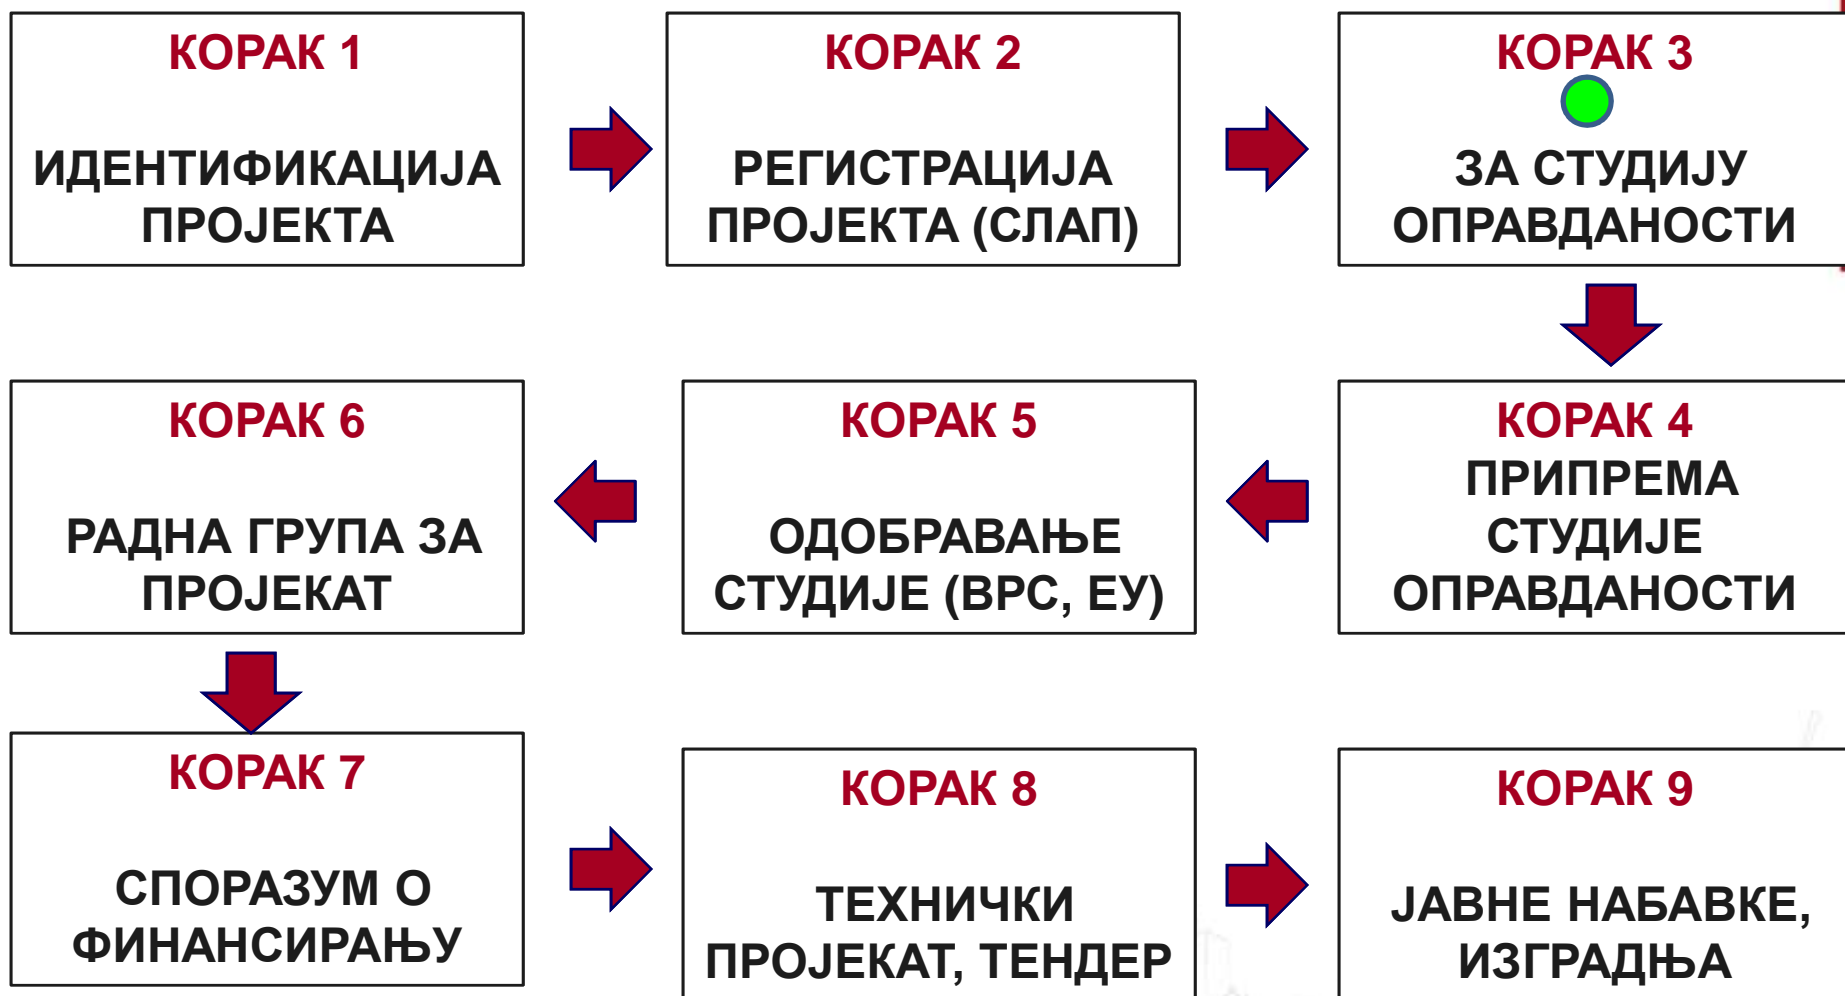 КОРАК 1
ИДЕНТИФИКАЦИЈА
ПРОЈЕКТА
КОРАК 2
РЕГИСТРАЦИЈА
ПРОЈЕКТА (СЛАП)
КОРАК 3
ЗА СТУДИЈУ
ОПРАВДАНОСТИ
КОРАК 4
ПРИПРЕМА
СТУДИЈЕ
ОПРАВДАНОСТИ
КОРАК 5
ОДОБРАВАЊЕ
СТУДИЈЕ (ВРС, ЕУ)
КОРАК 6
РАДНА ГРУПА ЗА
ПРОЈЕКАТ
КОРАК 7
СПОРАЗУМ О
ФИНАНСИРАЊУ
КОРАК 8
ТЕХНИЧКИ
ПРОЈЕКАТ, ТЕНДЕР
КОРАК 9
ЈАВНЕ НАБАВКЕ,
ИЗГРАДЊА